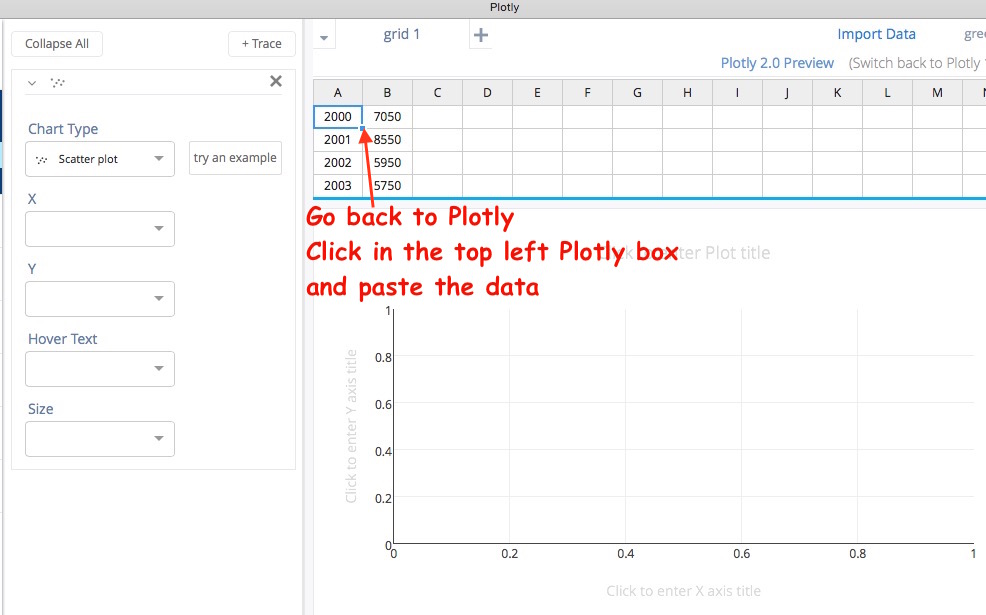 Plotly
Collapse All
+ Trace
Chart Type
Scatter plot
try an example
X
Y
Hover Text
Size
grid 1
Import Data
Plotly 2.0 Preview (Switch back to Plotly
A B C D E F G H I J K L M
2000 7050
2001 8550
2002 5950
2003 5750
Go back to Plotly
Click in the top left Plotly box
and paste the data
Plot title
1
0.8
0.6
0.4
0.2
0
Click to enter Y axis title
0 0.2 0.4 0.6 0.8 1
Click to enter X axis title